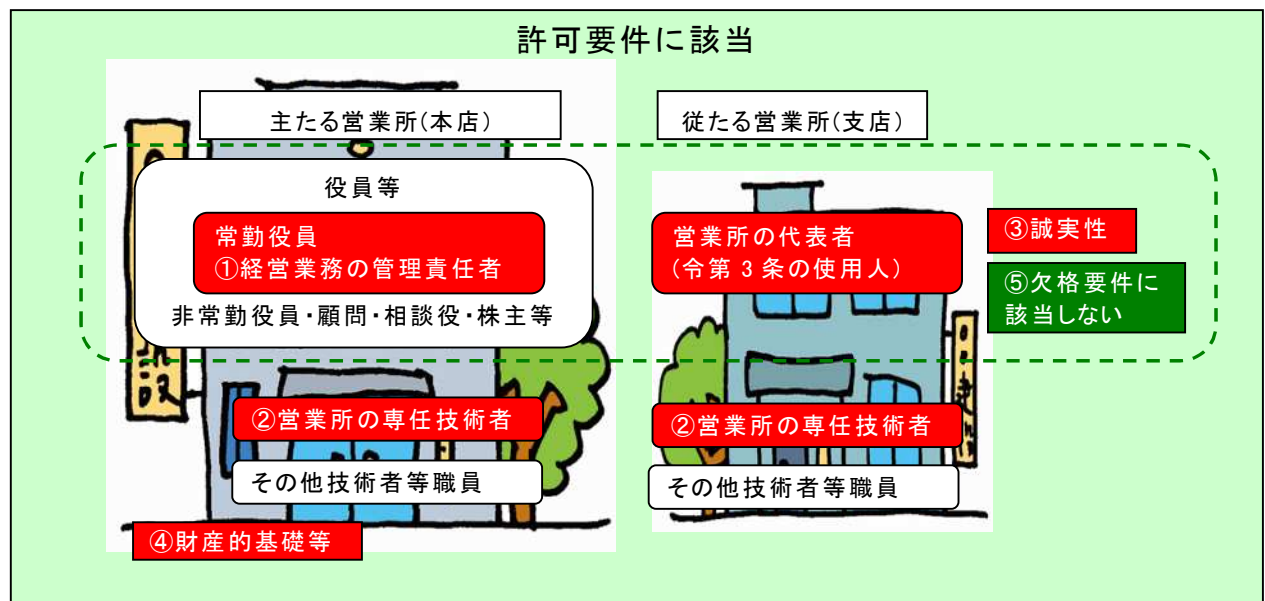 許可要件に該当
主たる営業所(本店)
従たる営業所(支店)
役員等
常勤役員
①経営業務の管理責任者
非常勤役員・顧問・相談役・株主等
営業所の代表者
(令第3条の使用人)
③誠実性
⑤欠格要件に
該当しない
②営業所の専任技術者
②営業所の専任技術者
その他技術者等職員
その他技術者等職員
④財産的基礎等